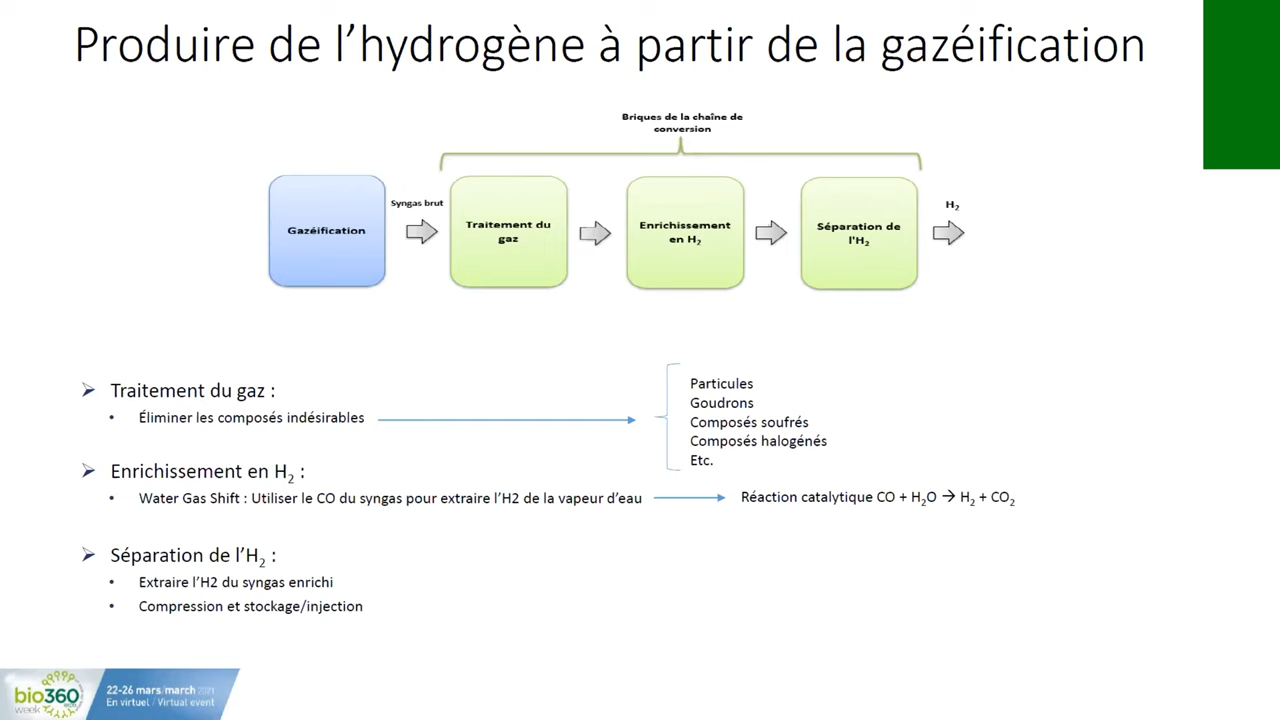 Produire de l’hydrogène à partir de la gazéification
Briques de la chaîne de
conversion
Gazéification
Syngas brut
Traitement du
gaz
Enrichissement
en H₂
Séparation de
l'H₂
H₂
➢ Traitement du gaz :
• Éliminer les composés indésirables
Particules
Goudrons
Composés soufrés
Composés halogénés
Etc.
➢ Enrichissement en H₂ :
• Water Gas Shift : Utiliser le CO du syngas pour extraire l’H2 de la vapeur d’eau
Réaction catalytique CO + H₂O → H₂ + CO₂
➢ Séparation de l’H₂ :
• Extraire l’H2 du syngas enrichi
• Compression et stockage/injection
bio360
week
22-26 mars/march 2021
En virtuel / Virtual event